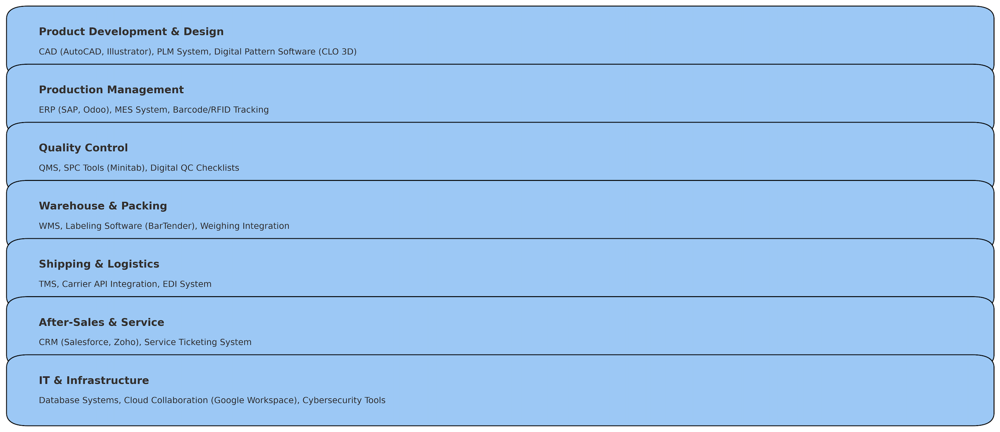 Product Development & Design
CAD (AutoCAD, Illustrator), PLM System, Digital Pattern Software (CLO 3D)
Production Management
ERP (SAP, Odoo), MES System, Barcode/RFID Tracking
Quality Control
QMS, SPC Tools (Minitab), Digital QC Checklists
Warehouse & Packing
WMS, Labeling Software (BarTender), Weighing Integration
Shipping & Logistics
TMS, Carrier API Integration, EDI System
After-Sales & Service
CRM (Salesforce, Zoho), Service Ticketing System
IT & Infrastructure
Database Systems, Cloud Collaboration (Google Workspace), Cybersecurity Tools